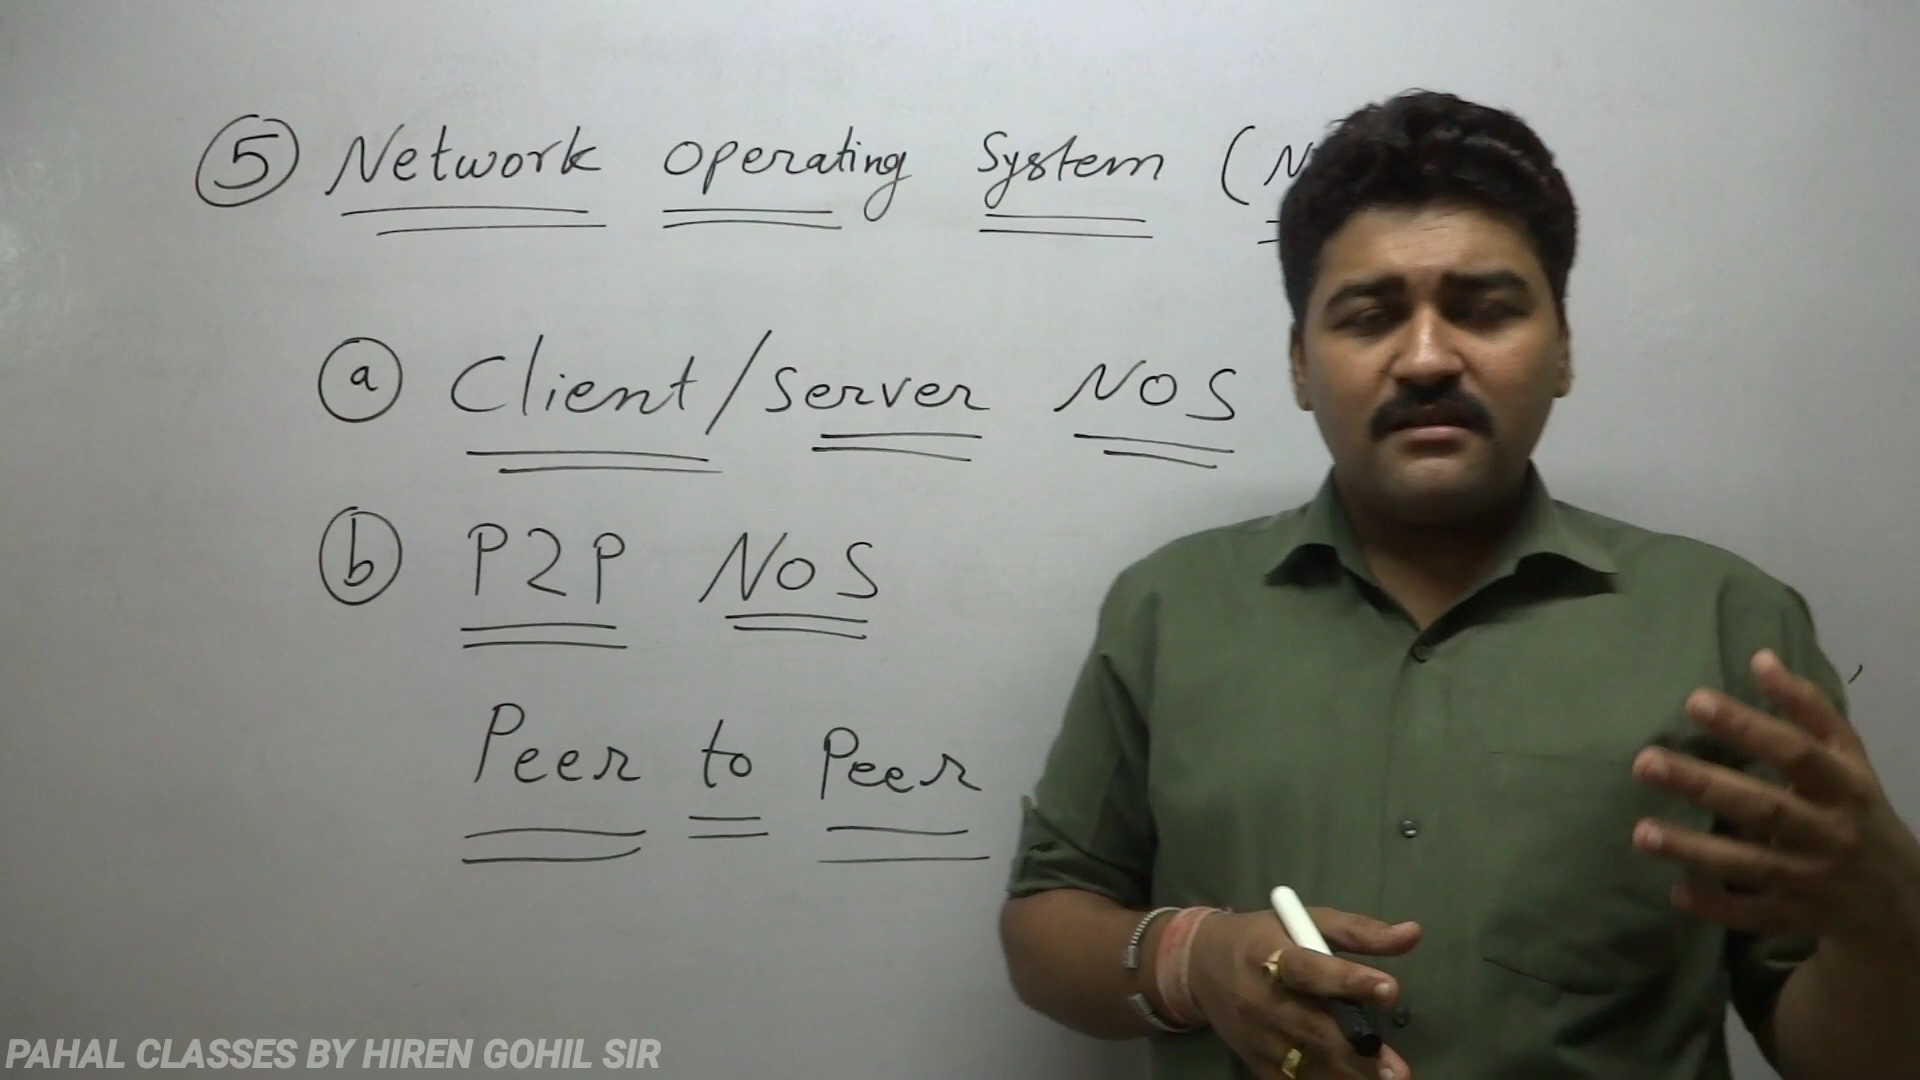 5 Network Operating System (N
a Client/Server NOS
b P2P NOS
Peer to Peer
PAHAL CLASSES BY HIREN GOHIL SIR